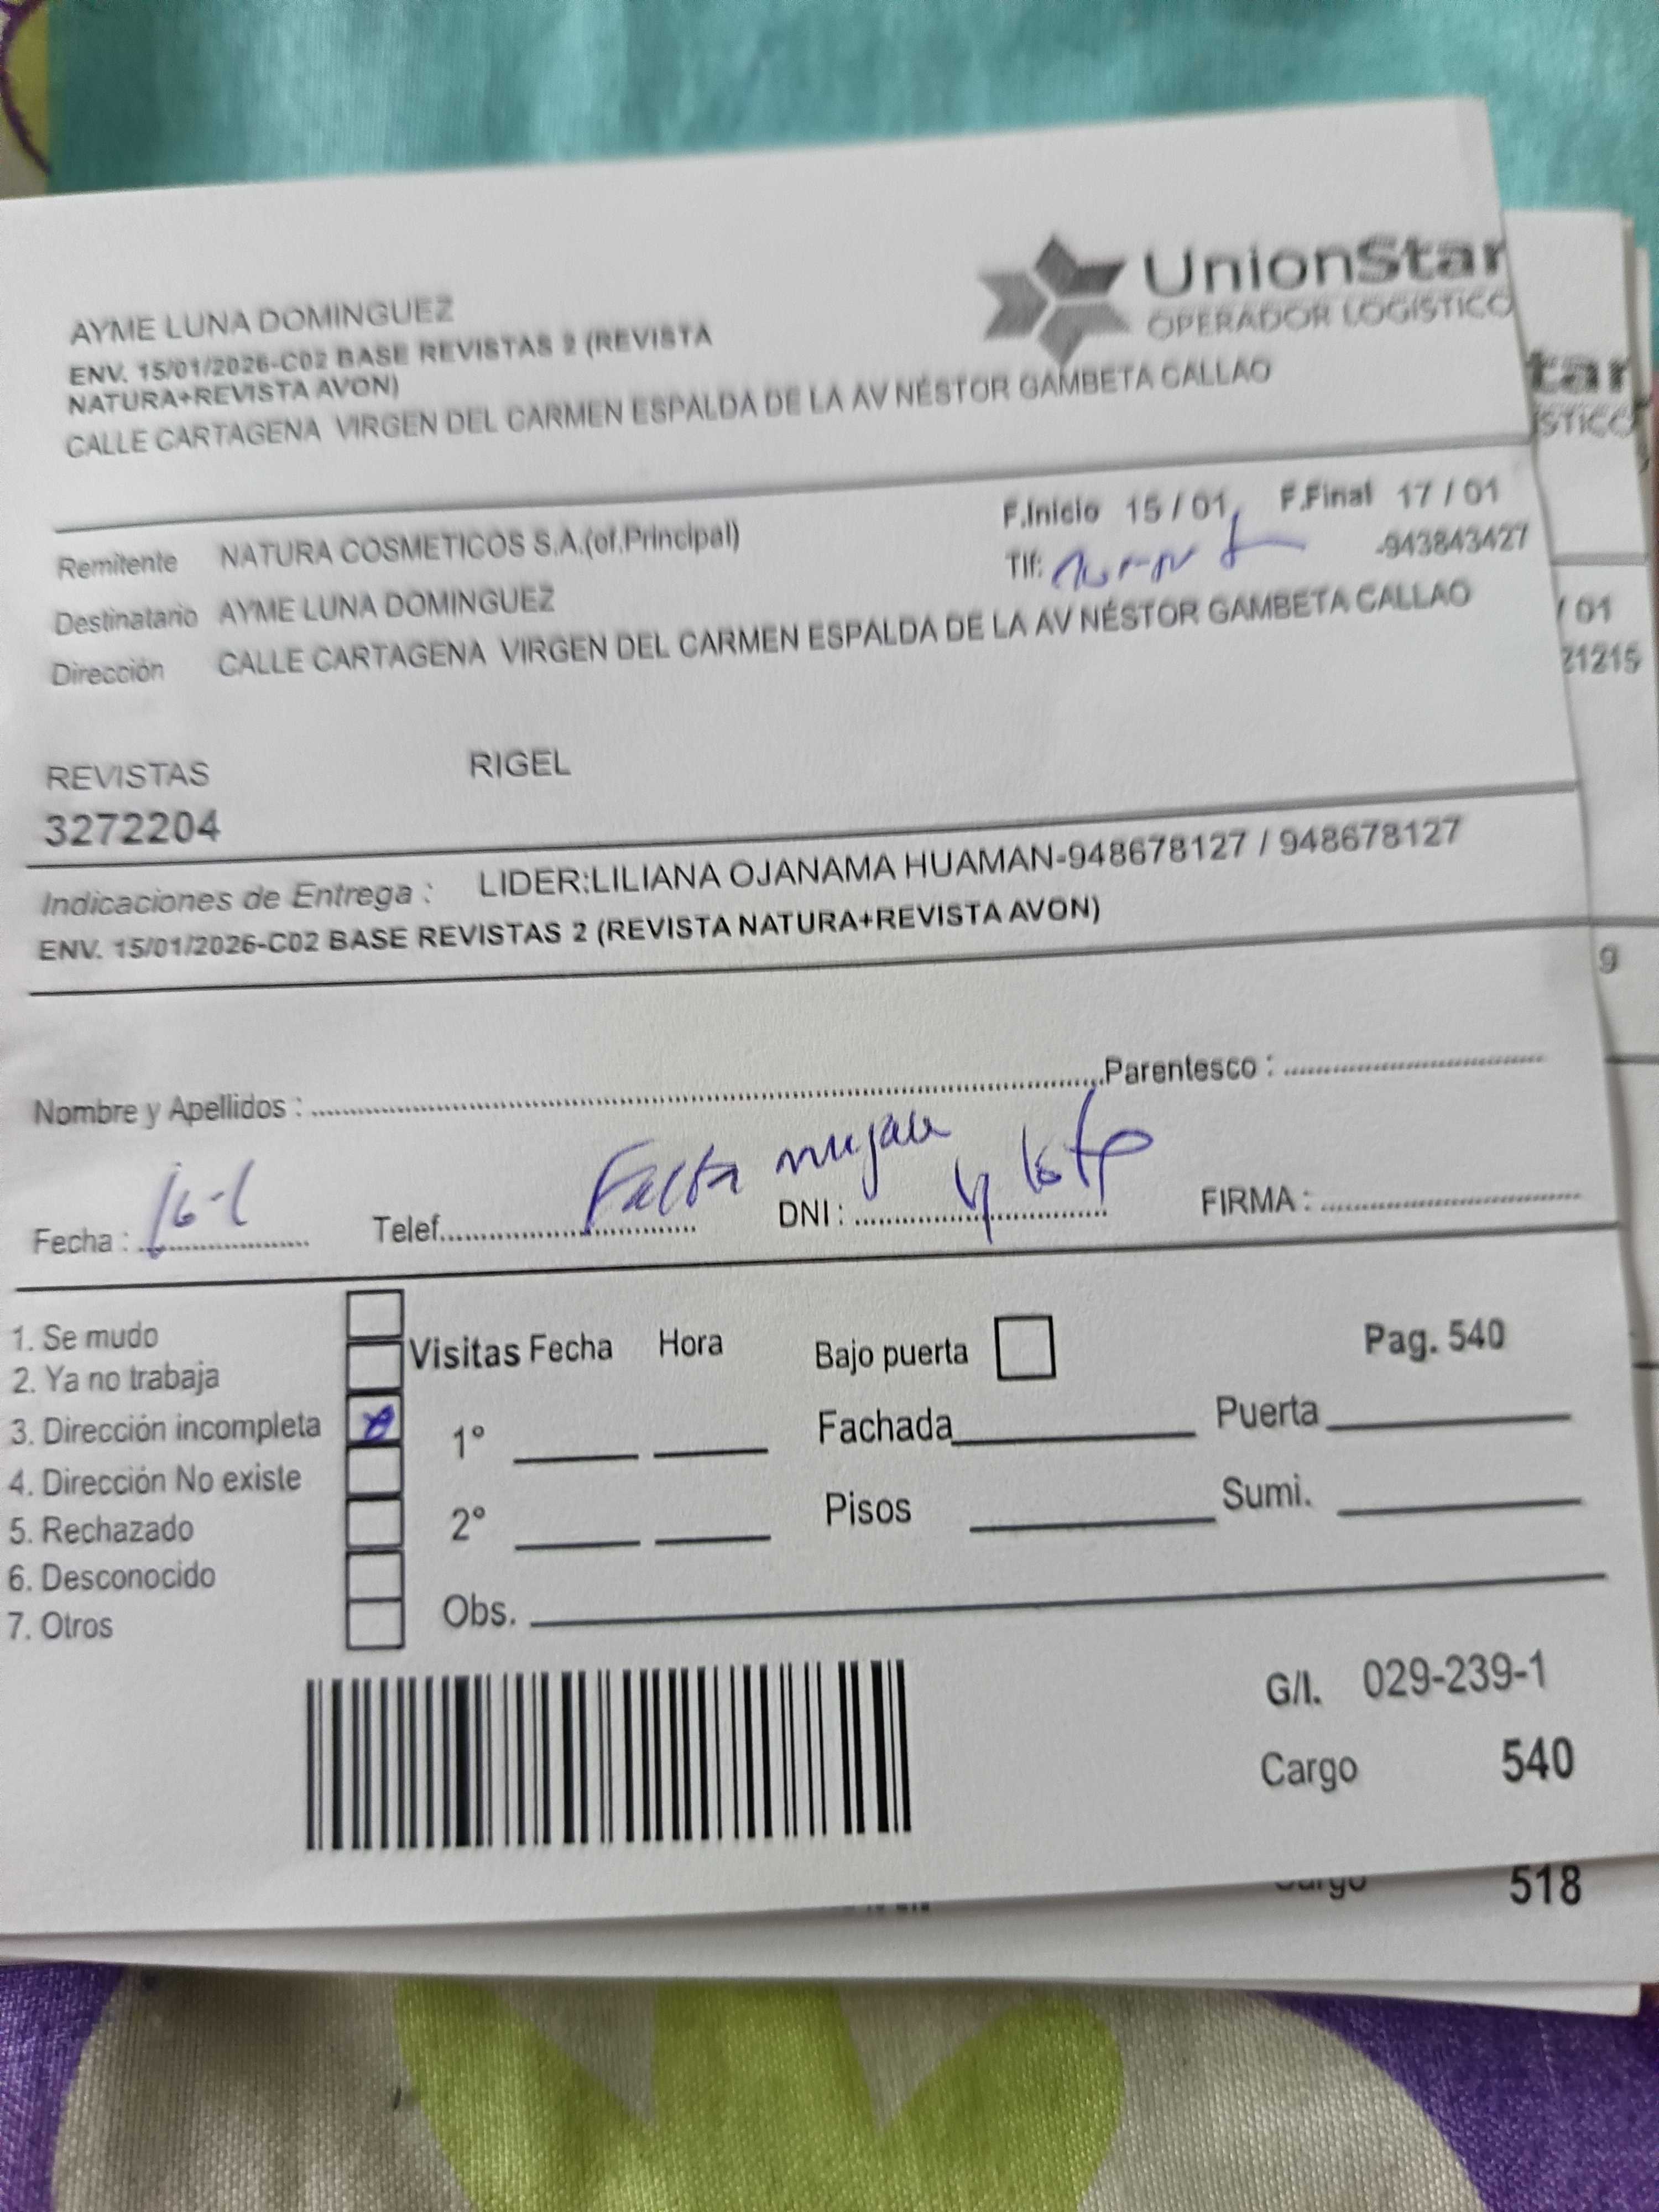 UnionStar
OPERADOR LOGÍSTICO
AYME LUNA DOMINGUEZ
ENV. 15/01/2026-C02 BASE REVISTAS 2 (REVISTA
NATURA+REVISTA AVON)
CALLE CARTAGENA VIRGEN DEL CARMEN ESPALDA DE LA AV NÉSTOR GAMBETA CALLAO
F.Inicio 15 / 01 F.Final 17 / 01
Remitente NATURA COSMETICOS S.A.(of.Principal)
Tlf: -943843427
Destinatario AYME LUNA DOMINGUEZ
Dirección CALLE CARTAGENA VIRGEN DEL CARMEN ESPALDA DE LA AV NÉSTOR GAMBETA CALLAO
REVISTAS RIGEL
3272204
Indicaciones de Entrega : LIDER:LILIANA OJANAMA HUAMAN-948678127 / 948678127
ENV. 15/01/2026-C02 BASE REVISTAS 2 (REVISTA NATURA+REVISTA AVON)
Nombre y Apellidos : Parentesco :
Falta y lote
Fecha : 16-1 Telef. DNI : FIRMA :
1. Se mudo
2. Ya no trabaja
3. Dirección incompleta
4. Dirección No existe
5. Rechazado
6. Desconocido
7. Otros
Visitas Fecha Hora
1°
2°
Obs.
Bajo puerta
Pag. 540
Fachada Puerta
Pisos Sumi.
G/I. 029-239-1
Cargo 540
tar
STICO
/ 01
21215
9
Cargo 518